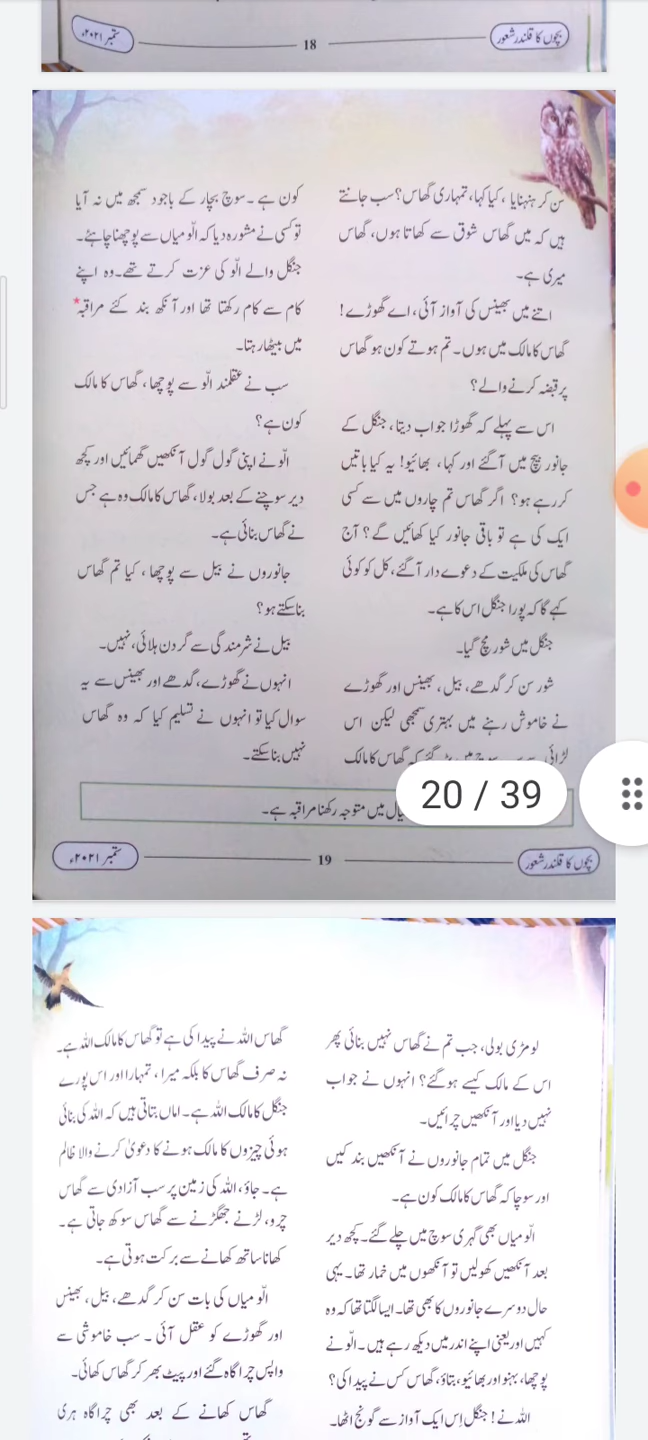 بچوں کا قلندر شعور
18
ستمبر ۲۰۲۱ء
سن کر ہنہنایا، کیا کہا، تمہاری گھاس؟ سب جانتے
ہیں کہ میں گھاس شوق سے کھاتا ہوں، گھاس
میری ہے۔
اتنے میں بھینس کی آواز آئی، اے گھوڑے!
گھاس کا مالک میں ہوں۔ تم ہوتے کون ہو گھاس
پر قبضہ کرنے والے؟
اس سے پہلے کہ گھوڑا جواب دیتا، جنگل کے
جانور بیچ میں آ گئے اور کہا، بھائیو! یہ کیا باتیں
کر رہے ہو؟ اگر گھاس تم چاروں میں سے کسی
ایک کی ہے تو باقی جانور کیا کھائیں گے؟ آج
گھاس کی ملکیت کے دعوے دار آ گئے، کل کو کوئی
کہے گا کہ پورا جنگل اس کا ہے۔
جنگل میں شور مچ گیا۔
شور سن کر گدھے، بیل، بھینس اور گھوڑے
نے خاموش رہنے میں بہتری سمجھی لیکن اس
لڑائی سے سب سوچ میں پڑ گئے کہ گھاس کا مالک
کون ہے۔ سوچ بچار کے باجود سمجھ میں نہ آیا
تو کسی نے مشورہ دیا کہ الّو میاں سے پوچھنا چاہئے۔
جنگل والے الّو کی عزت کرتے تھے۔ وہ اپنے
کام سے کام رکھتا تھا اور آنکھ بند کئے مراقبہ*
میں بیٹھا رہتا۔
سب نے عقلمند الّو سے پوچھا، گھاس کا مالک
کون ہے؟
الّو نے اپنی گول گول آنکھیں گھمائیں اور کچھ
دیر سوچنے کے بعد بولا، گھاس کا مالک وہ ہے جس
نے گھاس بنائی ہے۔
جانوروں نے بیل سے پوچھا، کیا تم گھاس
بنا سکتے ہو؟
بیل نے شرمندگی سے گردن ہلائی، نہیں۔
انہوں نے گھوڑے، گدھے اور بھینس سے یہ
سوال کیا تو انہوں نے تسلیم کیا کہ وہ گھاس
نہیں بنا سکتے۔
میں متوجہ رکھنا مراقبہ ہے۔
20 / 39
بچوں کا قلندر شعور
19
ستمبر ۲۰۲۱ء
لومڑی بولی، جب تم نے گھاس نہیں بنائی پھر
اس کے مالک کیسے ہو گئے؟ انہوں نے جواب
نہیں دیا اور آنکھیں چرائیں۔
جنگل میں تمام جانوروں نے آنکھیں بند کیں
اور سوچا کہ گھاس کا مالک کون ہے۔
الّو میاں بھی گہری سوچ میں چلے گئے۔ کچھ دیر
بعد آنکھیں کھولیں تو آنکھوں میں خمار تھا۔ یہی
حال دوسرے جانوروں کا بھی تھا۔ ایسا لگتا تھا کہ وہ
کہیں اور یعنی اپنے اندر میں دیکھ رہے ہیں۔ الّو نے
پوچھا، بہنو اور بھائیو، بتاؤ، گھاس کس نے پیدا کی؟
اللہ نے! جنگل اِس ایک آواز سے گونج اٹھا۔
گھاس اللہ نے پیدا کی ہے تو گھاس کا مالک اللہ ہے۔
نہ صرف گھاس کا بلکہ میرا، تمہارا اور اس پورے
جنگل کا مالک اللہ ہے۔ اماں بتاتی ہیں کہ اللہ کی بنائی
ہوئی چیزوں کا مالک ہونے کا دعویٰ کرنے والا ظالم
ہے۔ جاؤ، اللہ کی زمین پر سب آزادی سے گھاس
چرو، لڑنے جھگڑنے سے گھاس سوکھ جاتی ہے۔
کھانا ساتھ کھانے سے برکت ہوتی ہے۔
الّو میاں کی بات سن کر گدھے، بیل، بھینس
اور گھوڑے کو عقل آئی۔ سب خاموشی سے
واپس چراگاہ گئے اور پیٹ بھر کر گھاس کھائی۔
گھاس کھانے کے بعد بھی چراگاہ ہری